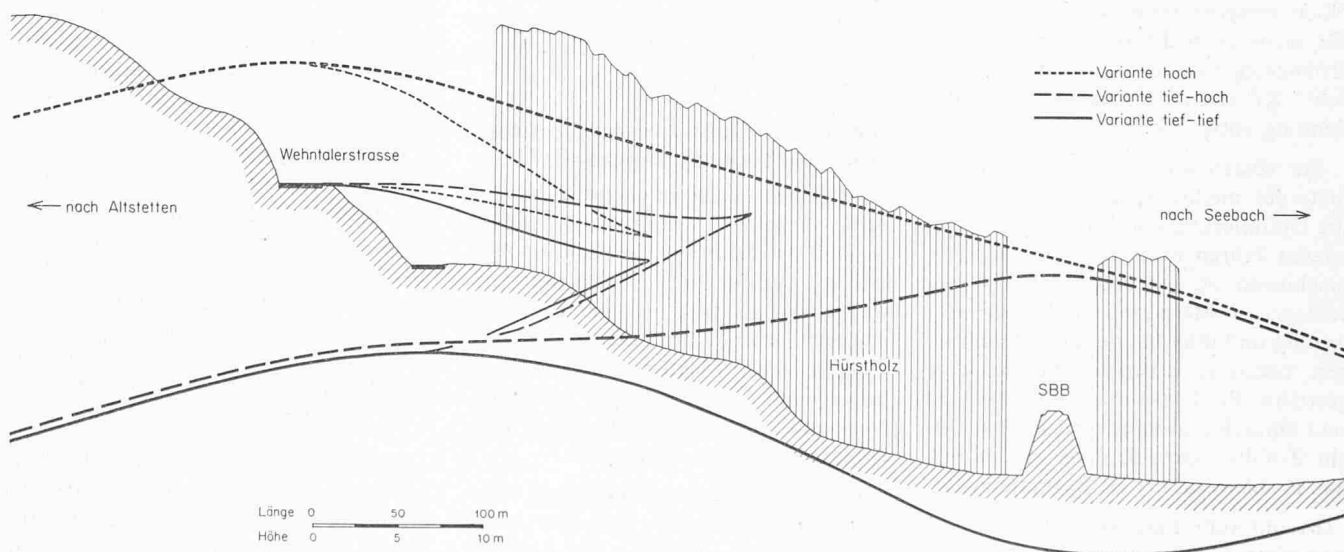 Variante hoch
Variante tief-hoch
Variante tief-tief
Wehntalerstrasse
← nach Altstetten
nach Seebach →
Hürstholz
SBB
Länge 0 50 100 m
Höhe 0 5 10 m